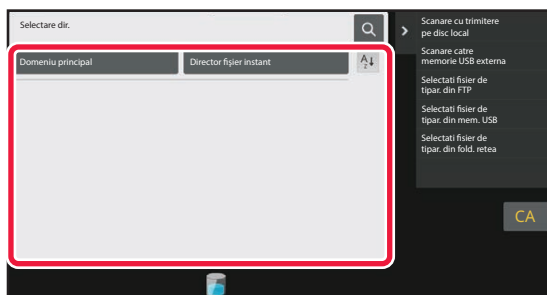 Selectare dir.
Domeniu principal
Director fișier instant
A
Z
Scanare cu trimitere
pe disc local
Scanare catre
memorie USB externa
Selectati fisier de
tipar. din FTP
Selectati fisier de
tipar. din mem. USB
Selectati fisier de
tipar. din fold. retea
CA